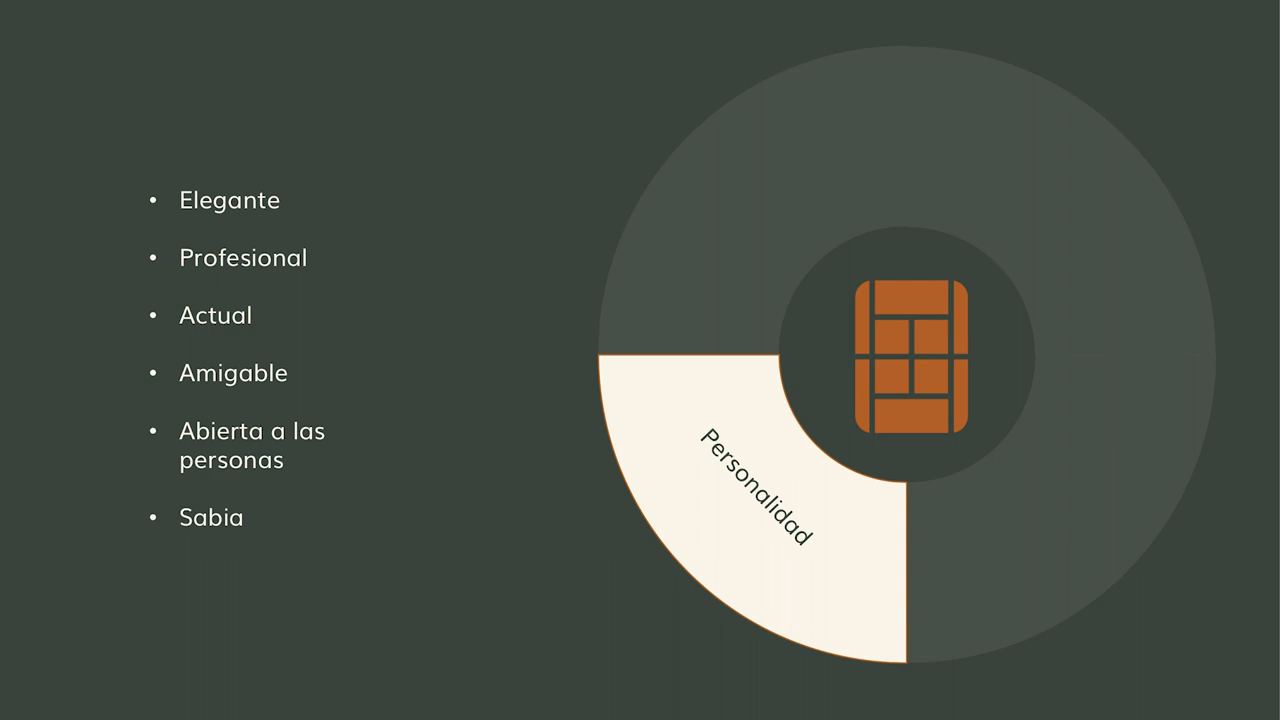 • Elegante
• Profesional
• Actual
• Amigable
• Abierta a las
personas
• Sabia
Personalidad